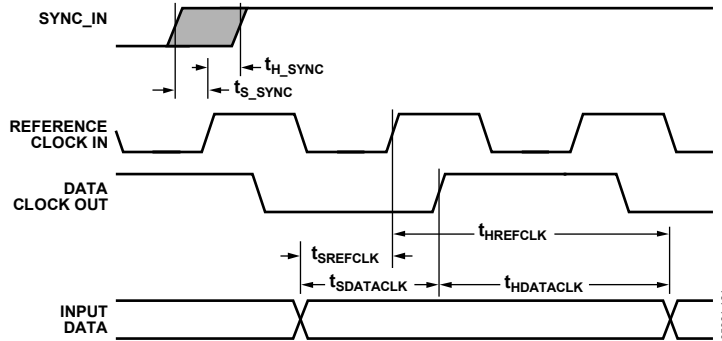 SYNC_IN
tH_SYNC
tS_SYNC
REFERENCE
CLOCK IN
DATA
CLOCK OUT
tHREFCLK
tSREFCLK
tSDATACLK
tHDATACLK
INPUT
DATA